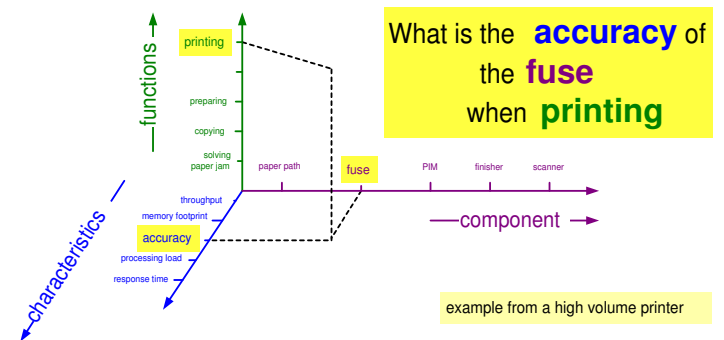 What is the accuracy of
the fuse
when printing
functions
printing
preparing
copying
solving
paper jam
paper path
fuse
PIM
finisher
scanner
component
throughput
memory footprint
accuracy
processing load
response time
characteristics
example from a high volume printer